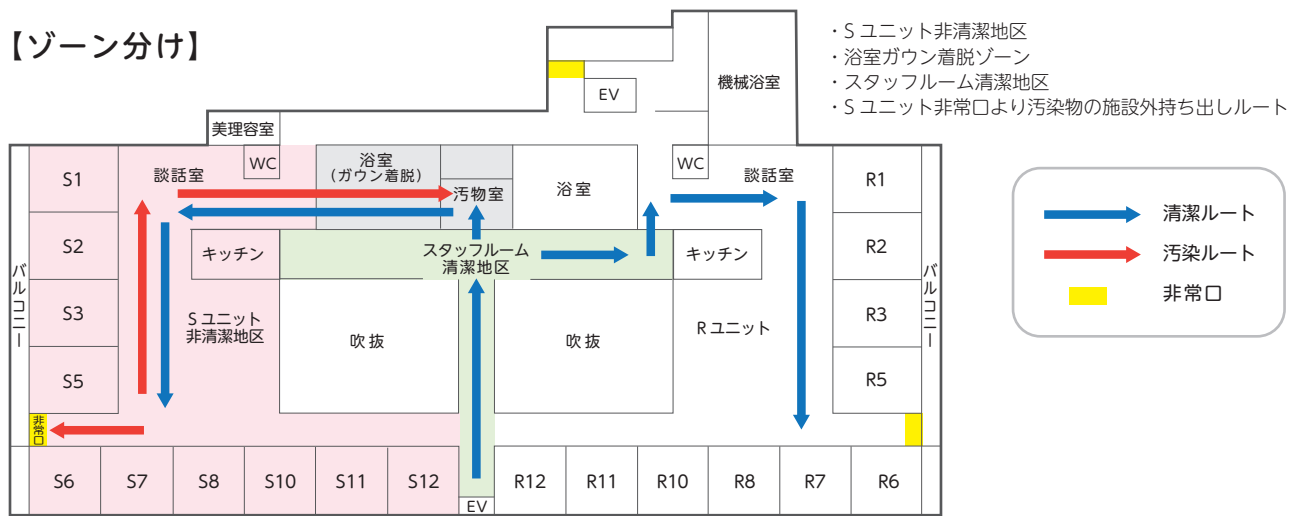 【ゾーン分け】
・S ユニット非清潔地区
・浴室ガウン着脱ゾーン
・スタッフルーム清潔地区
・S ユニット非常口より汚染物の施設外持ち出しルート
機械浴室
EV
美理容室
WC
談話室
浴室
(ガウン着脱)
汚物室
浴室
WC
談話室
S1
S2
S3
S5
R1
R2
R3
R5
キッチン
スタッフルーム
清潔地区
キッチン
バルコニー
バルコニー
S ユニット
非清潔地区
吹抜
吹抜
R ユニット
非常口
S6
S7
S8
S10
S11
S12
EV
R12
R11
R10
R8
R7
R6
清潔ルート
汚染ルート
非常口